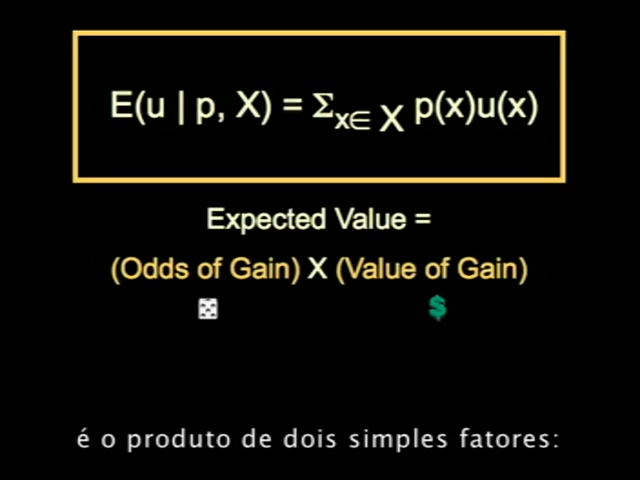 E(u | p, X) = Σx∈ X p(x)u(x)
Expected Value =
(Odds of Gain) X (Value of Gain)
$
é o produto de dois simples fatores: